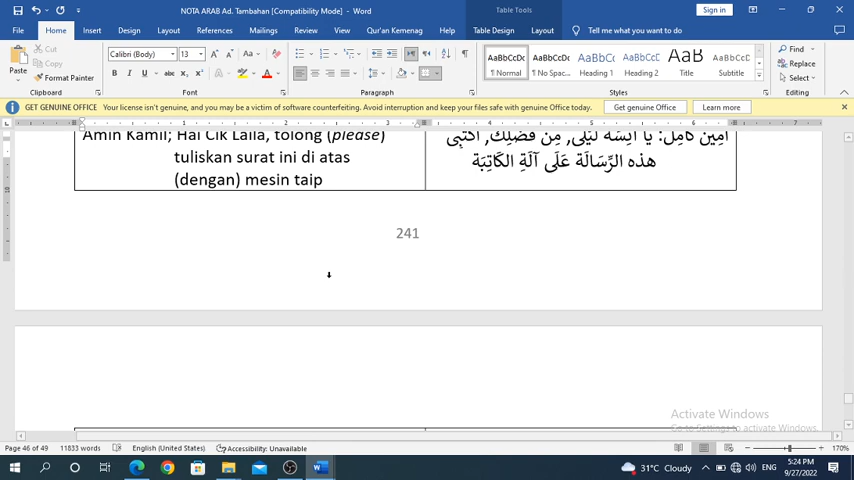 NOTA ARAB Ad. Tambahan [Compatibility Mode] - Word
Table Tools
Sign in
File Home Insert Design Layout References Mailings Review View Qur'an Kemenag Help Table Design Layout Tell me what you want to do
Cut
Copy
Paste
Format Painter
Clipboard
Calibri (Body) 13
Font
Paragraph
AaBbCcDc AaBbCcDc AaBbCc AaBbCcD AaB AaBbCcD
¶ Normal ¶ No Spac... Heading 1 Heading 2 Title Subtitle
Styles
Find
Replace
Select
Editing
GET GENUINE OFFICE Your license isn't genuine, and you may be a victim of software counterfeiting. Avoid interruption and keep your files safe with genuine Office today. Get genuine Office Learn more
Amin Kamil; Hai Cik Laila, tolong (please)
tuliskan surat ini di atas
(dengan) mesin taip
أَمِين كَامِل: يَا آنِسَة لَيْلَى, مِن فَضْلِك, اُكْتُبِى
هذه الرِّسَالَة عَلَى آلَةِ الكَاتِبَة
241
Activate Windows
Go to Settings to activate Windows.
Page 46 of 49 11833 words English (United States) Accessibility: Unavailable 170%
31°C Cloudy ENG 5:24 PM
9/27/2022